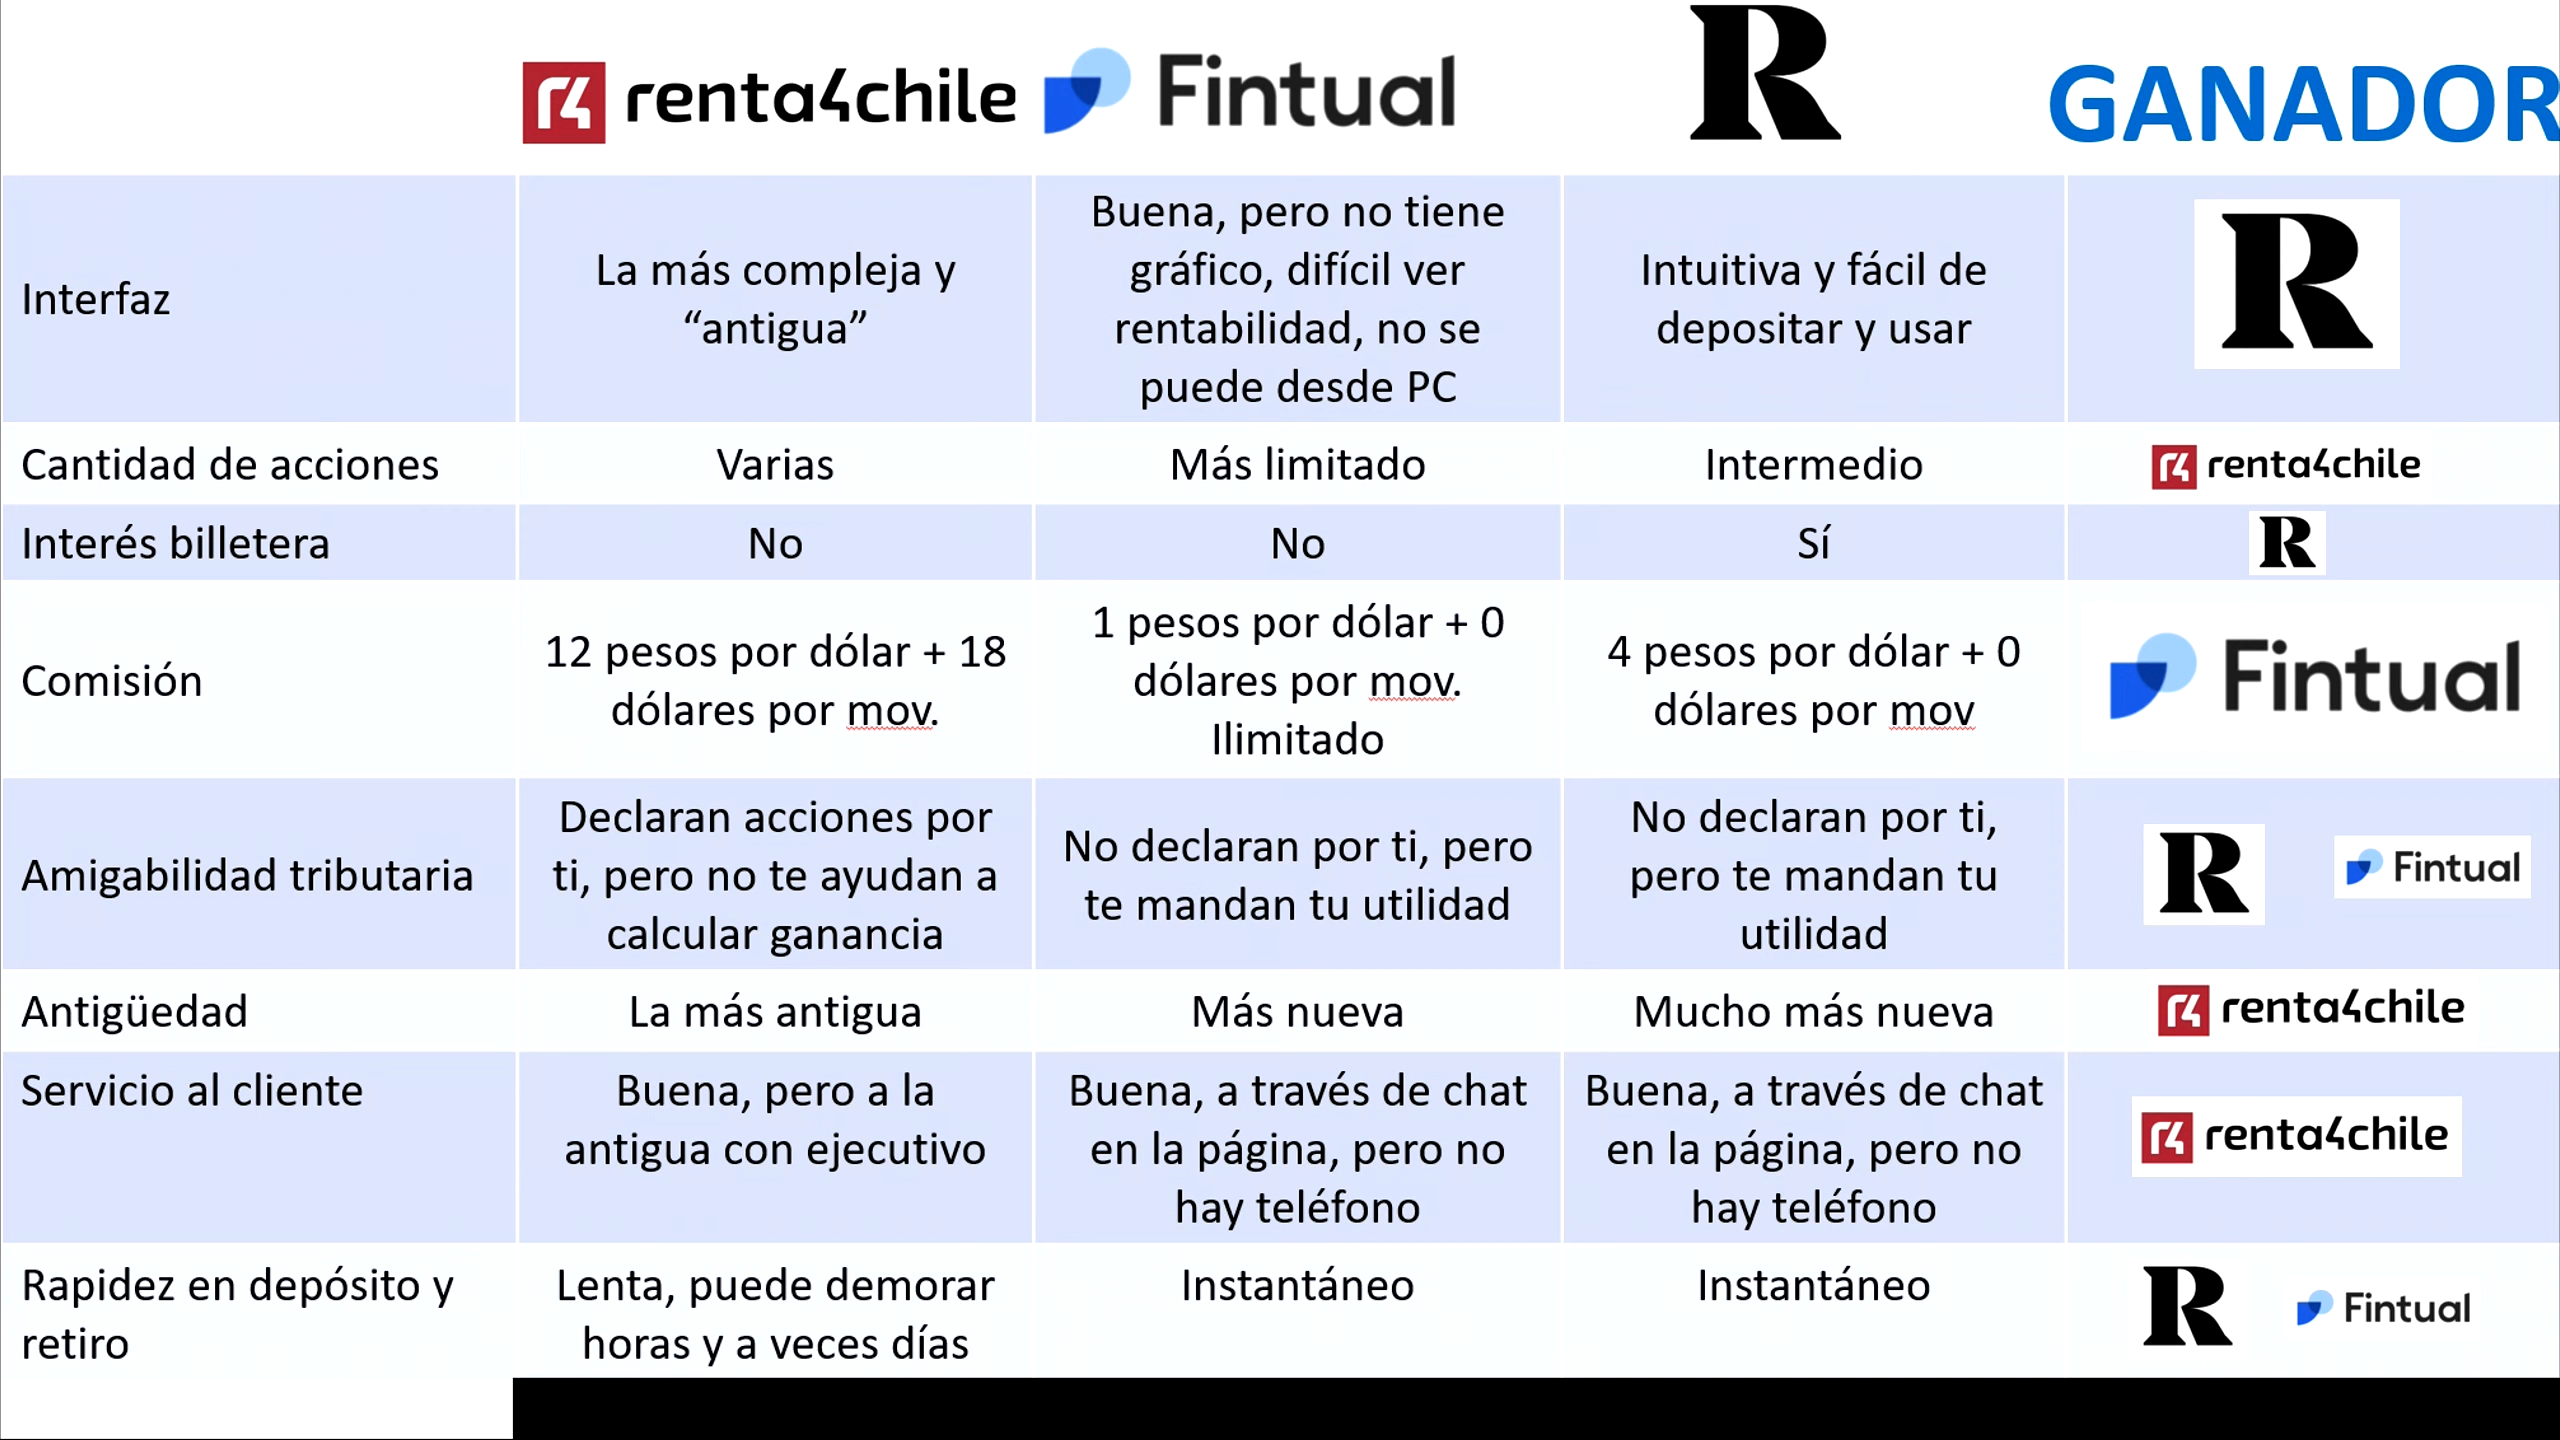 renta4chile Fintual R GANADOR
Interfaz
La más compleja y
“antigua”
Buena, pero no tiene
gráfico, difícil ver
rentabilidad, no se
puede desde PC
Intuitiva y fácil de
depositar y usar
R
Cantidad de acciones
Varias
Más limitado
Intermedio
renta4chile
Interés billetera
No
No
Sí
R
Comisión
12 pesos por dólar + 18
dólares por mov.
1 pesos por dólar + 0
dólares por mov.
Ilimitado
4 pesos por dólar + 0
dólares por mov
Fintual
Amigabilidad tributaria
Declaran acciones por
ti, pero no te ayudan a
calcular ganancia
No declaran por ti, pero
te mandan tu utilidad
No declaran por ti,
pero te mandan tu
utilidad
R Fintual
Antigüedad
La más antigua
Más nueva
Mucho más nueva
renta4chile
Servicio al cliente
Buena, pero a la
antigua con ejecutivo
Buena, a través de chat
en la página, pero no
hay teléfono
Buena, a través de chat
en la página, pero no
hay teléfono
renta4chile
Rapidez en depósito y
retiro
Lenta, puede demorar
horas y a veces días
Instantáneo
Instantáneo
R Fintual